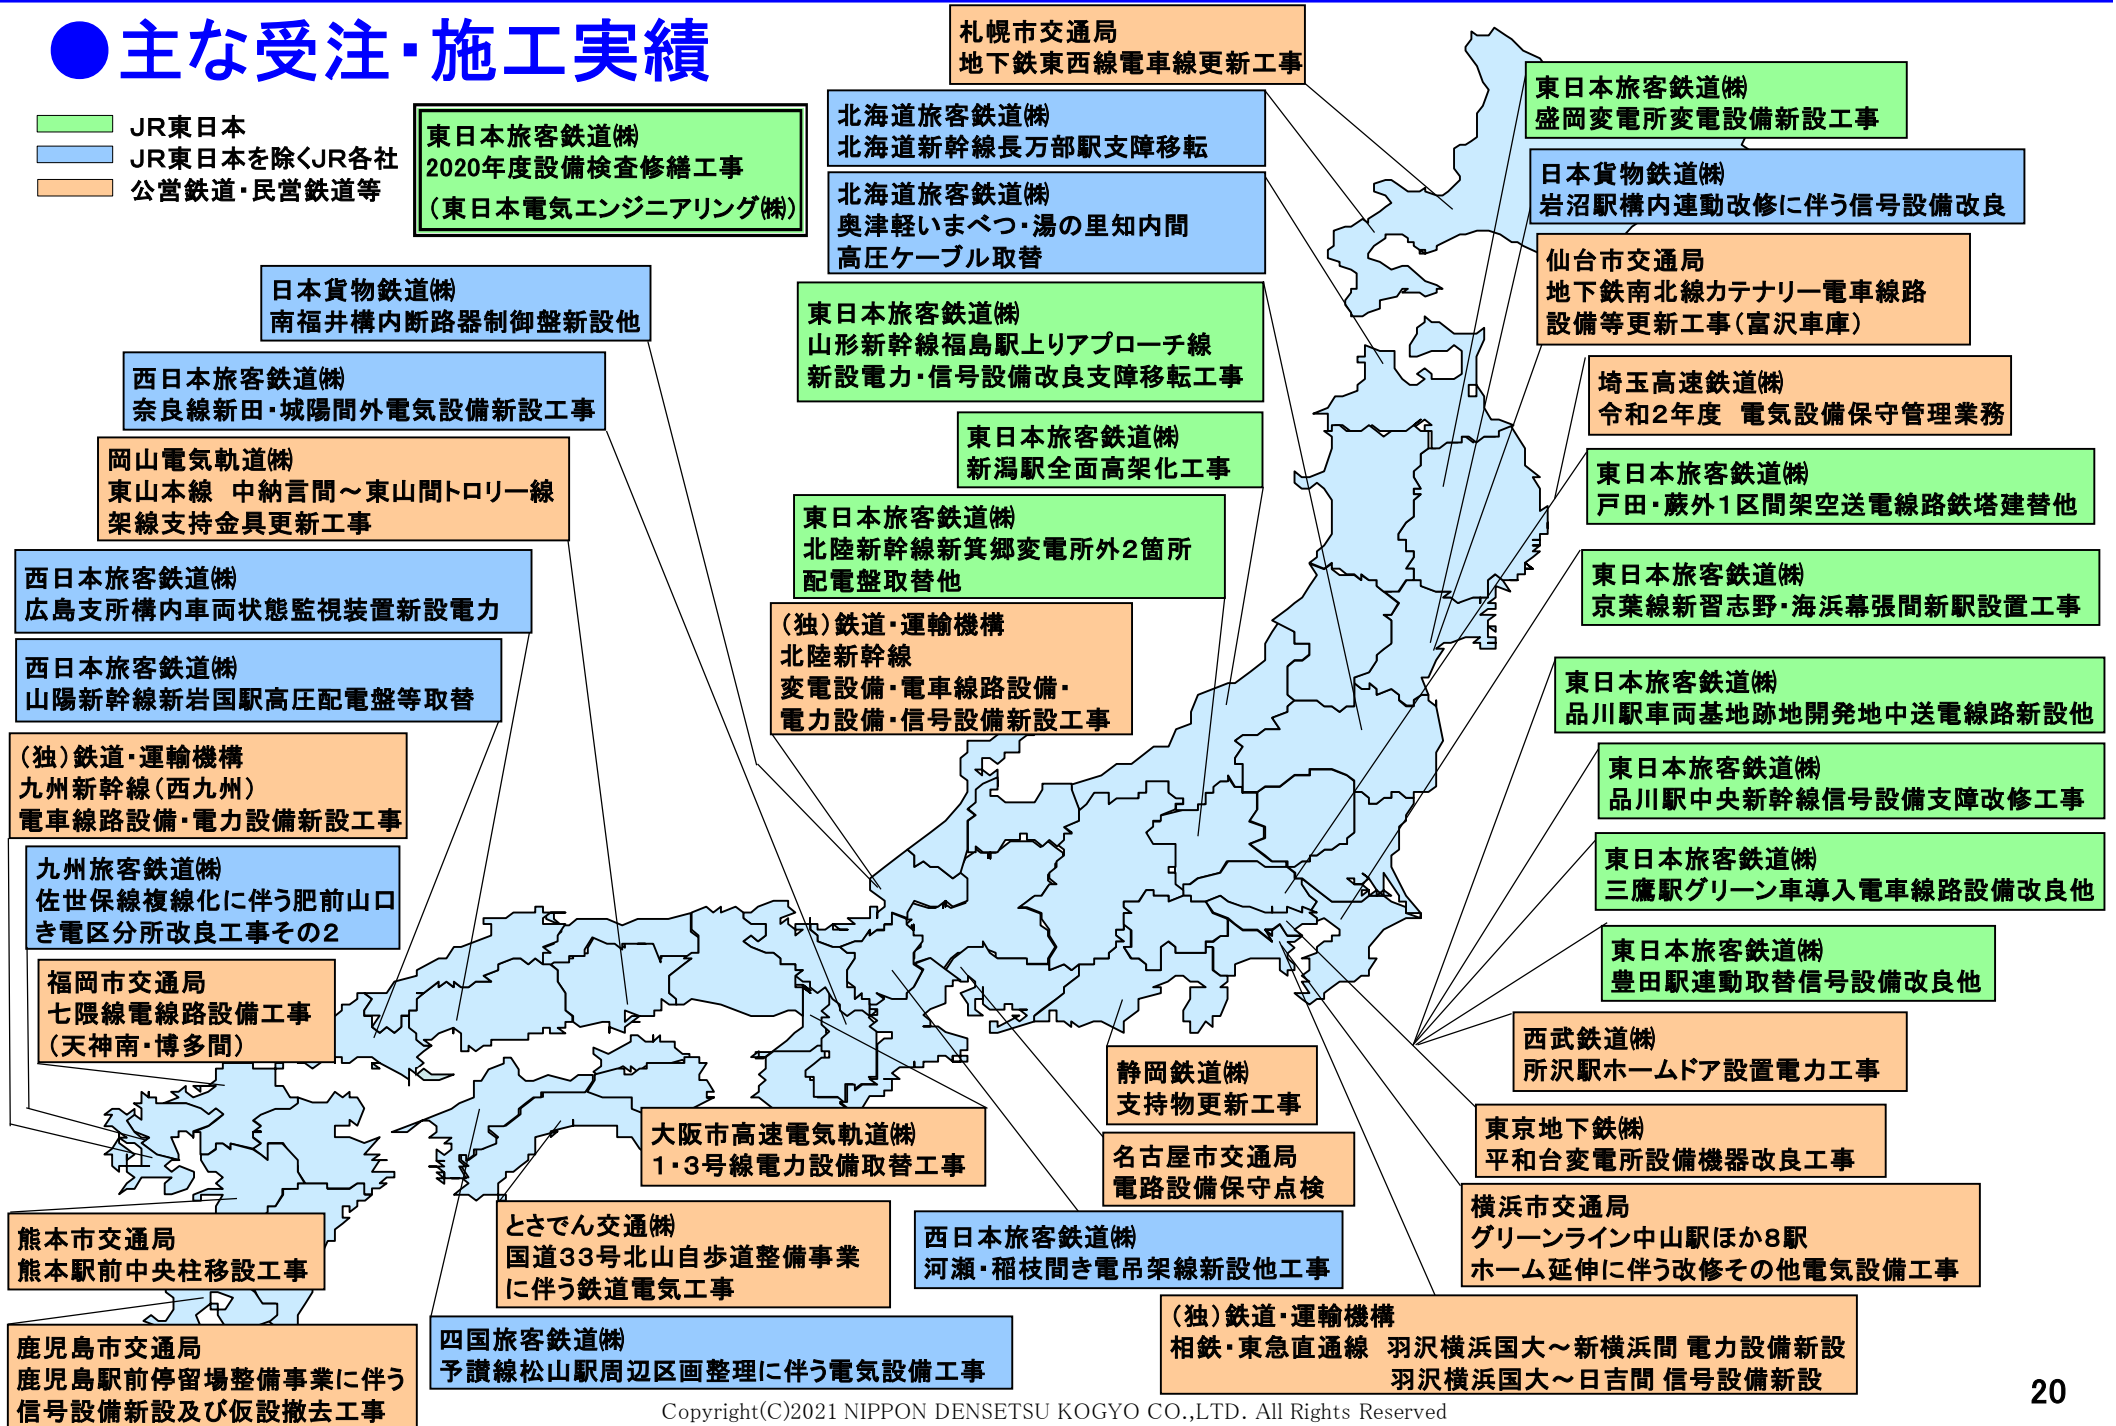 ●主な受注・施工実績
JR東日本
JR東日本を除くJR各社
公営鉄道・民営鉄道等
東日本旅客鉄道㈱
2020年度設備検査修繕工事
（東日本電気エンジニアリング㈱）
札幌市交通局
地下鉄東西線電車線更新工事
北海道旅客鉄道㈱
北海道新幹線長万部駅支障移転
北海道旅客鉄道㈱
奥津軽いまべつ・湯の里知内間
高圧ケーブル取替
東日本旅客鉄道㈱
山形新幹線福島駅上りアプローチ線
新設電力・信号設備改良支障移転工事
東日本旅客鉄道㈱
新潟駅全面高架化工事
東日本旅客鉄道㈱
北陸新幹線新箕郷変電所外2箇所
配電盤取替他
（独）鉄道・運輸機構
北陸新幹線
変電設備・電車線路設備・
電力設備・信号設備新設工事
日本貨物鉄道㈱
南福井構内断路器制御盤新設他
西日本旅客鉄道㈱
奈良線新田・城陽間外電気設備新設工事
岡山電気軌道㈱
東山本線　中納言間～東山間トロリー線
架線支持金具更新工事
西日本旅客鉄道㈱
広島支所構内車両状態監視装置新設電力
西日本旅客鉄道㈱
山陽新幹線新岩国駅高圧配電盤等取替
（独）鉄道・運輸機構
九州新幹線（西九州）
電車線路設備・電力設備新設工事
九州旅客鉄道㈱
佐世保線複線化に伴う肥前山口
き電区分所改良工事その2
福岡市交通局
七隈線電線路設備工事
（天神南・博多間）
熊本市交通局
熊本駅前中央柱移設工事
鹿児島市交通局
鹿児島駅前停留場整備事業に伴う
信号設備新設及び仮設撤去工事
東日本旅客鉄道㈱
盛岡変電所変電設備新設工事
日本貨物鉄道㈱
岩沼駅構内連動改修に伴う信号設備改良
仙台市交通局
地下鉄南北線カテナリー電車線路
設備等更新工事（富沢車庫）
埼玉高速鉄道㈱
令和2年度　電気設備保守管理業務
東日本旅客鉄道㈱
戸田・蕨外1区間架空送電線路鉄塔建替他
東日本旅客鉄道㈱
京葉線新習志野・海浜幕張間新駅設置工事
東日本旅客鉄道㈱
品川駅車両基地跡地開発地中送電線路新設他
東日本旅客鉄道㈱
品川駅中央新幹線信号設備支障改修工事
東日本旅客鉄道㈱
三鷹駅グリーン車導入電車線路設備改良他
東日本旅客鉄道㈱
豊田駅連動取替信号設備改良他
西武鉄道㈱
所沢駅ホームドア設置電力工事
東京地下鉄㈱
平和台変電所設備機器改良工事
横浜市交通局
グリーンライン中山駅ほか8駅
ホーム延伸に伴う改修その他電気設備工事
静岡鉄道㈱
支持物更新工事
名古屋市交通局
電路設備保守点検
大阪市高速電気軌道㈱
1・3号線電力設備取替工事
とさでん交通㈱
国道33号北山自歩道整備事業
に伴う鉄道電気工事
西日本旅客鉄道㈱
河瀬・稲枝間き電吊架線新設他工事
四国旅客鉄道㈱
予讃線松山駅周辺区画整理に伴う電気設備工事
（独）鉄道・運輸機構
相鉄・東急直通線　羽沢横浜国大～新横浜間 電力設備新設
羽沢横浜国大～日吉間 信号設備新設
20
Copyright(C)2021 NIPPON DENSETSU KOGYO CO.,LTD. All Rights Reserved